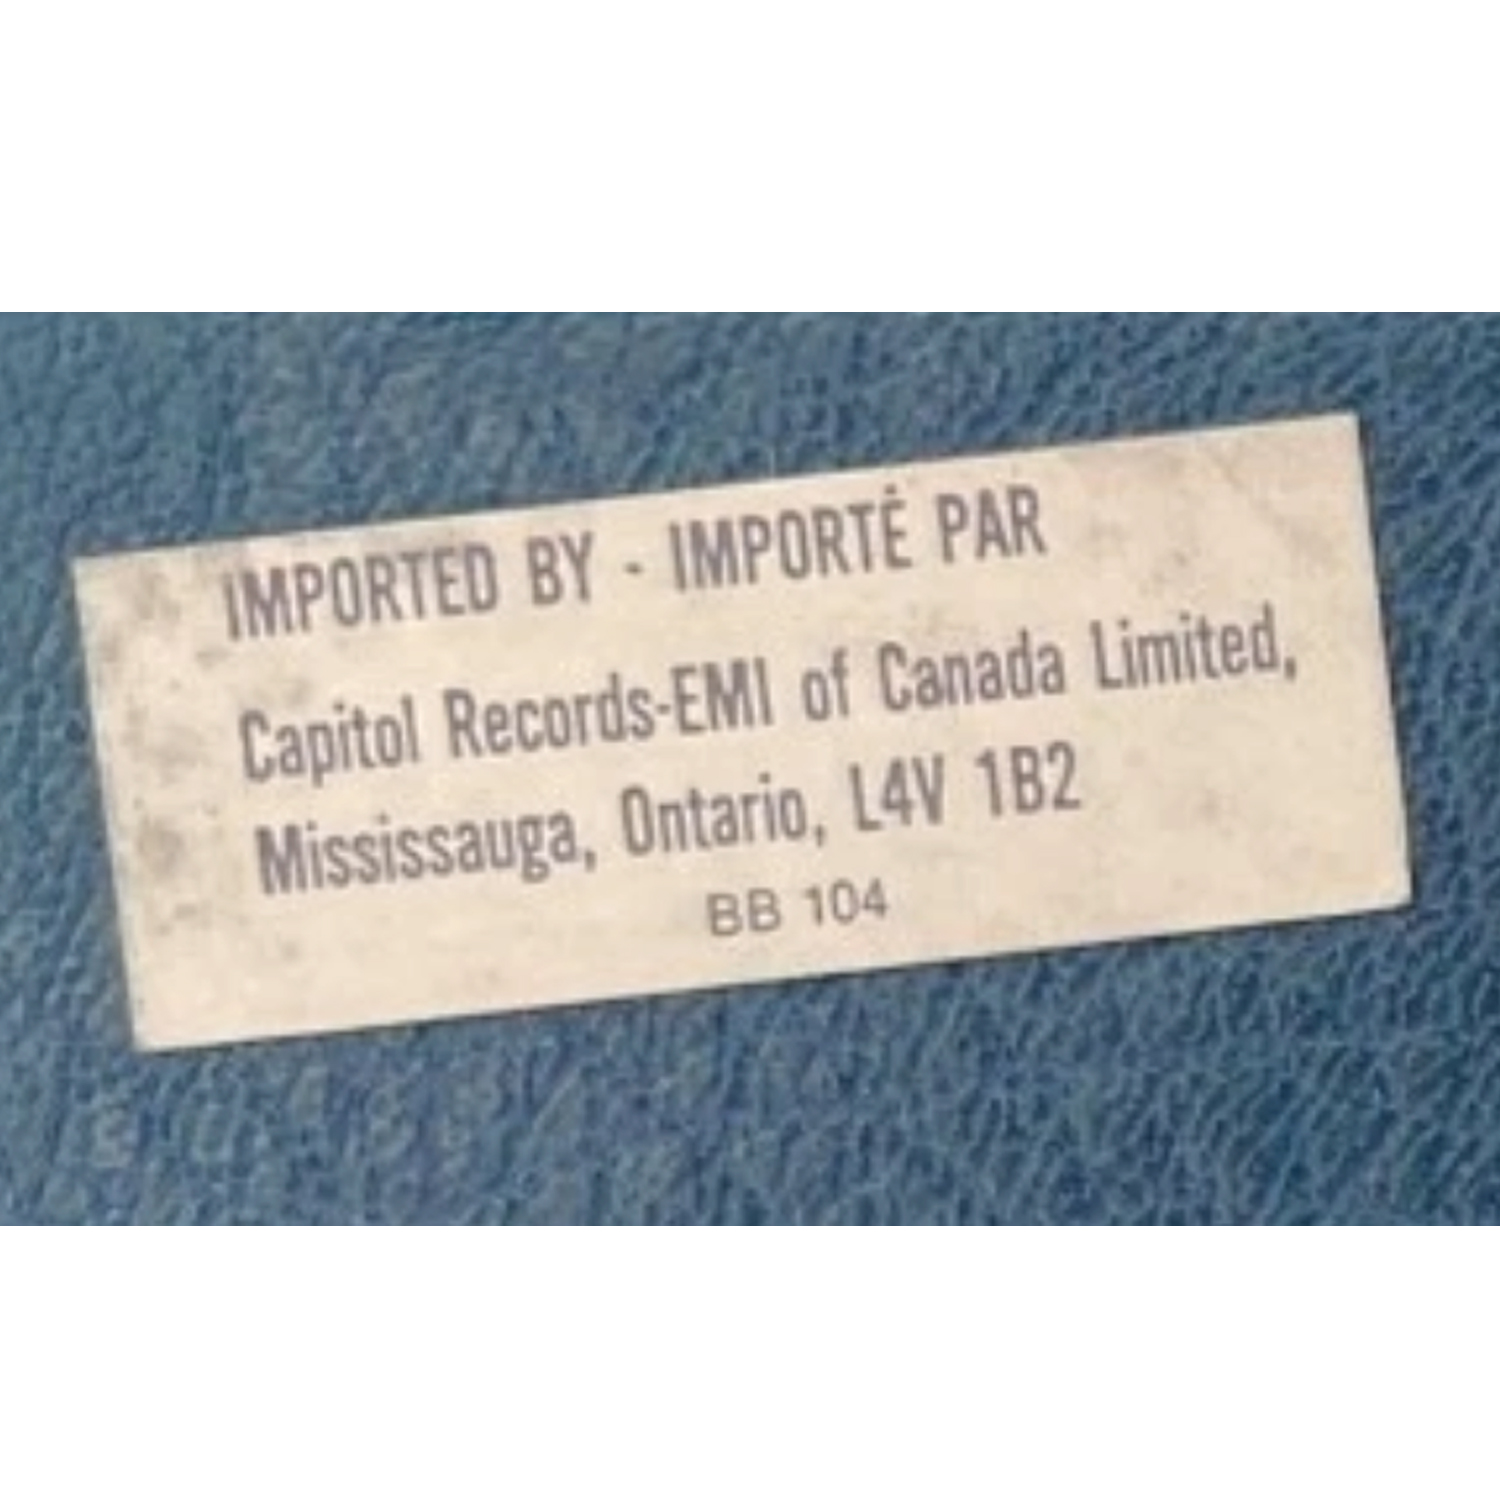 IMPORTED BY - IMPORTÉ PAR
Capitol Records-EMI of Canada Limited,
Mississauga, Ontario, L4V 1B2
BB 104